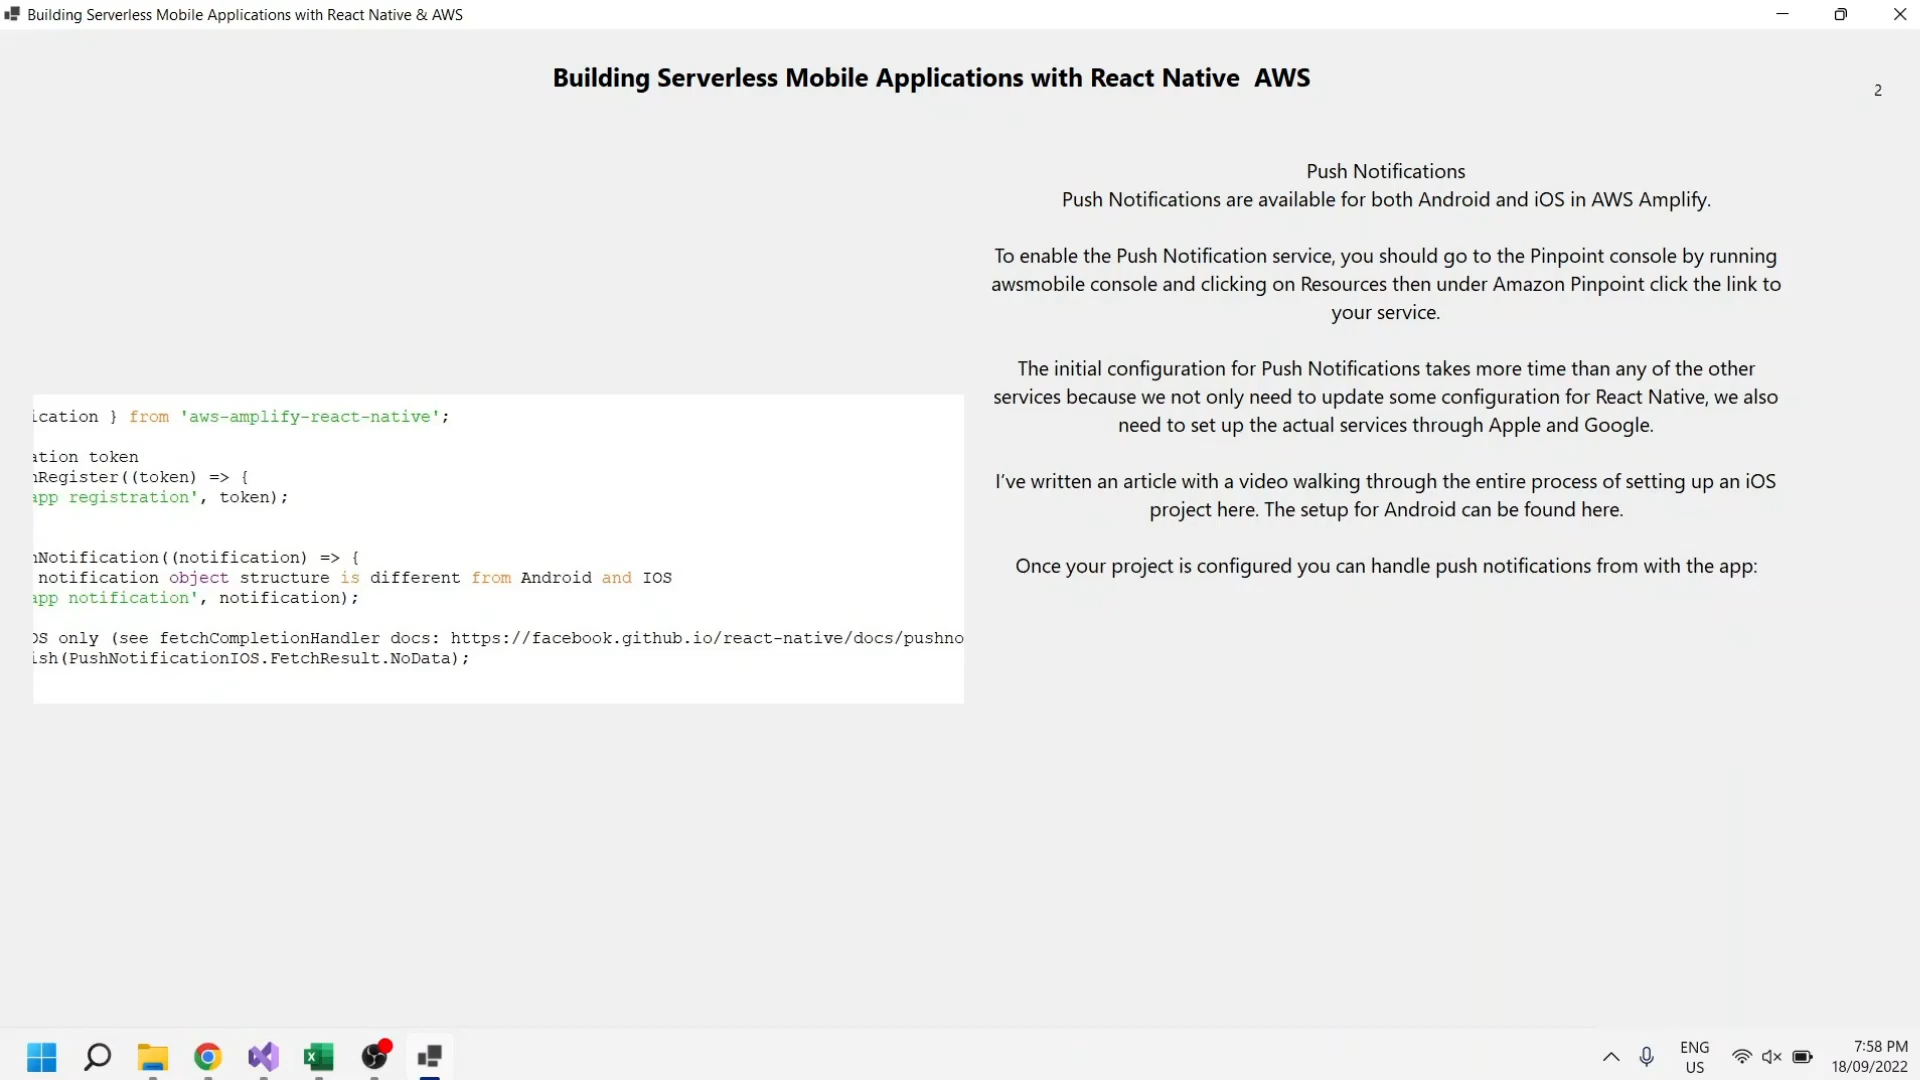 Building Serverless Mobile Applications with React Native & AWS
Building Serverless Mobile Applications with React Native  AWS
2
Push Notifications
Push Notifications are available for both Android and iOS in AWS Amplify.
To enable the Push Notification service, you should go to the Pinpoint console by running
awsmobile console and clicking on Resources then under Amazon Pinpoint click the link to
your service.
The initial configuration for Push Notifications takes more time than any of the other
services because we not only need to update some configuration for React Native, we also
need to set up the actual services through Apple and Google.
I've written an article with a video walking through the entire process of setting up an iOS
project here. The setup for Android can be found here.
Once your project is configured you can handle push notifications from with the app:
ication } from 'aws-amplify-react-native';
ation token
nRegister((token) => {
app registration', token);
nNotification((notification) => {
notification object structure is different from Android and IOS
app notification', notification);
OS only (see fetchCompletionHandler docs: https://facebook.github.io/react-native/docs/pushno
ish(PushNotificationIOS.FetchResult.NoData);
ENG
US
7:58 PM
18/09/2022